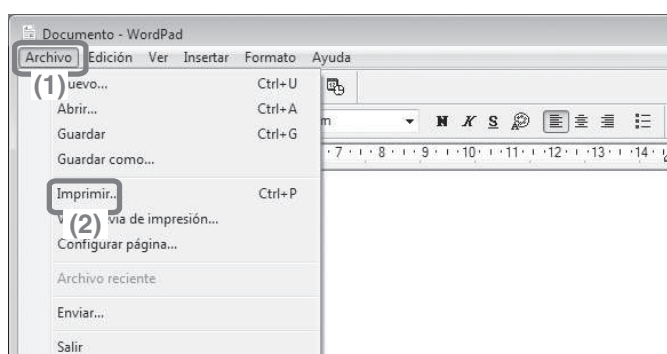 Documento - WordPad
Archivo Edición Ver Insertar Formato Ayuda
(1)
uevo... Ctrl+U
Abrir... Ctrl+A
m N K S
Guardar Ctrl+G
Guardar como...
7 8 9 10 11 12 13 14
Imprimir.. Ctrl+P
(2)
V via de impresión...
Configurar página...
Archivo reciente
Enviar...
Salir